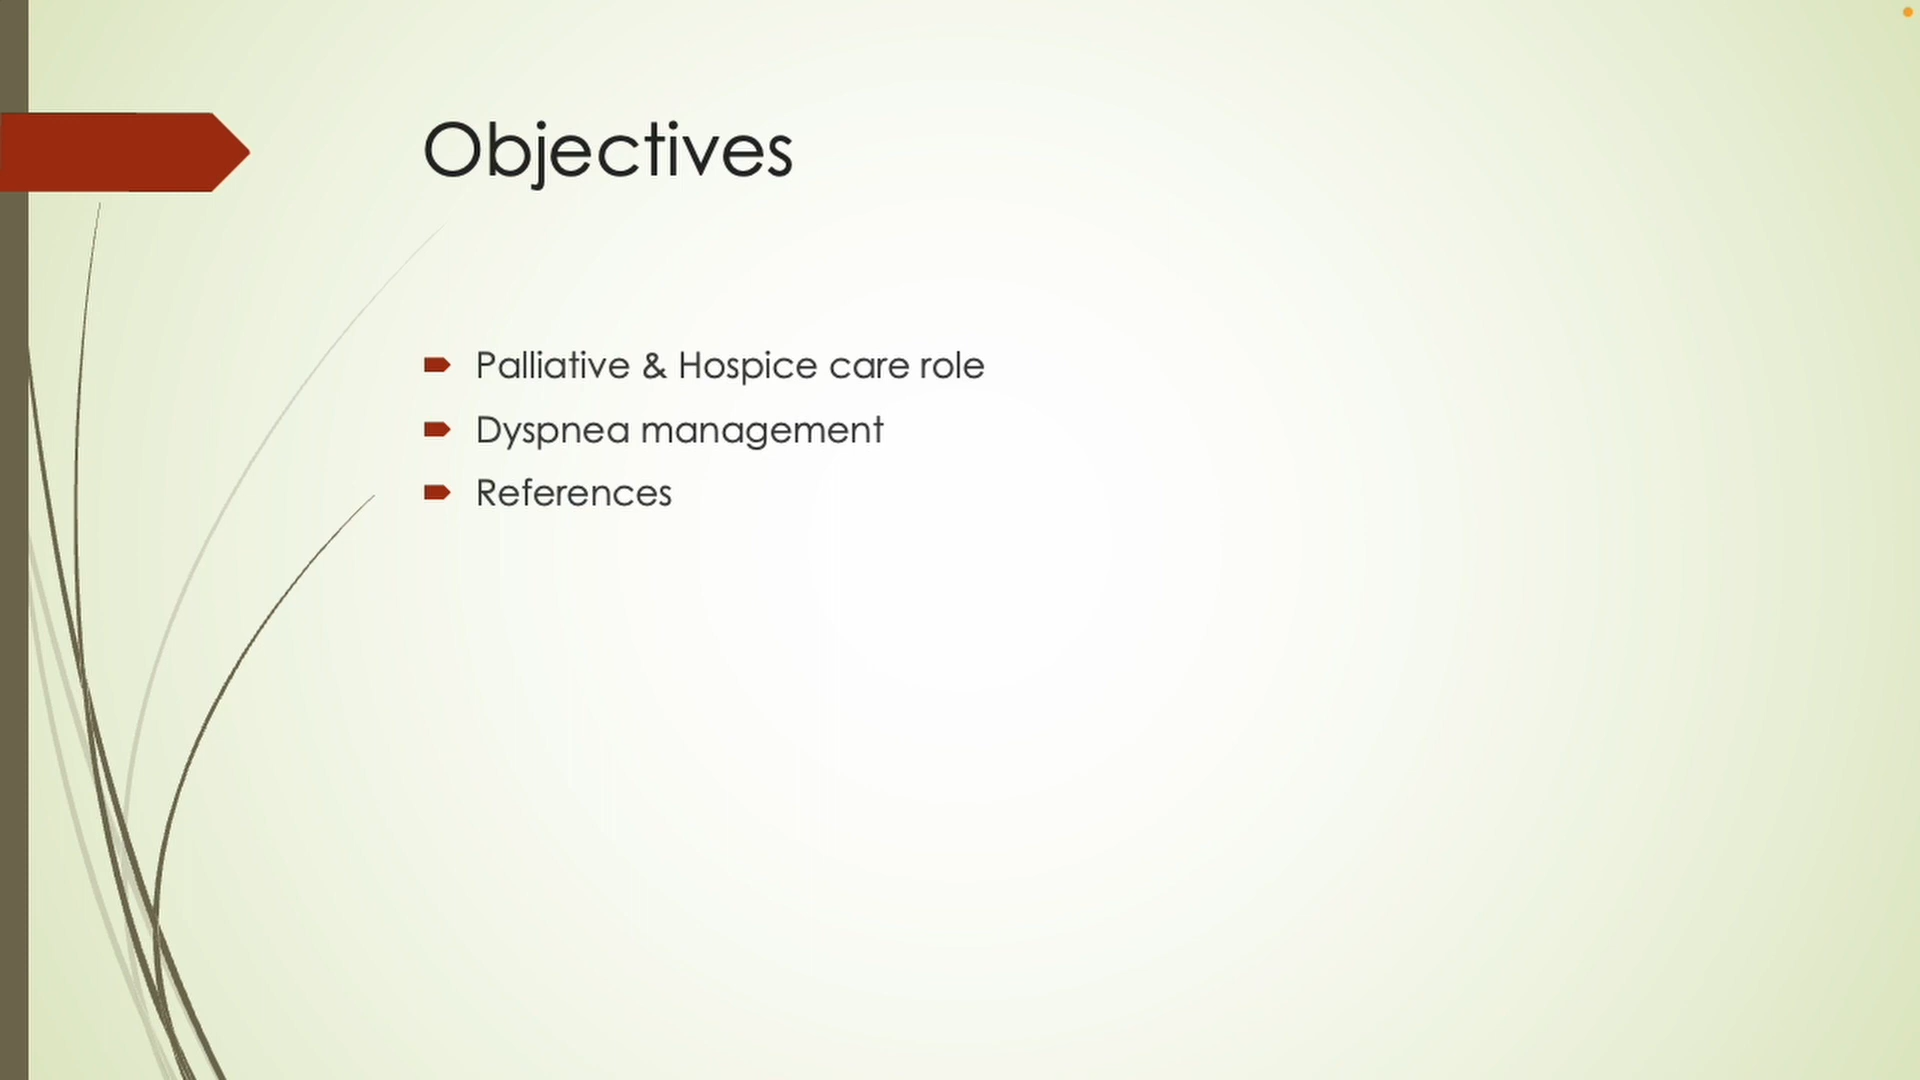 Objectives
Palliative & Hospice care role
Dyspnea management
References